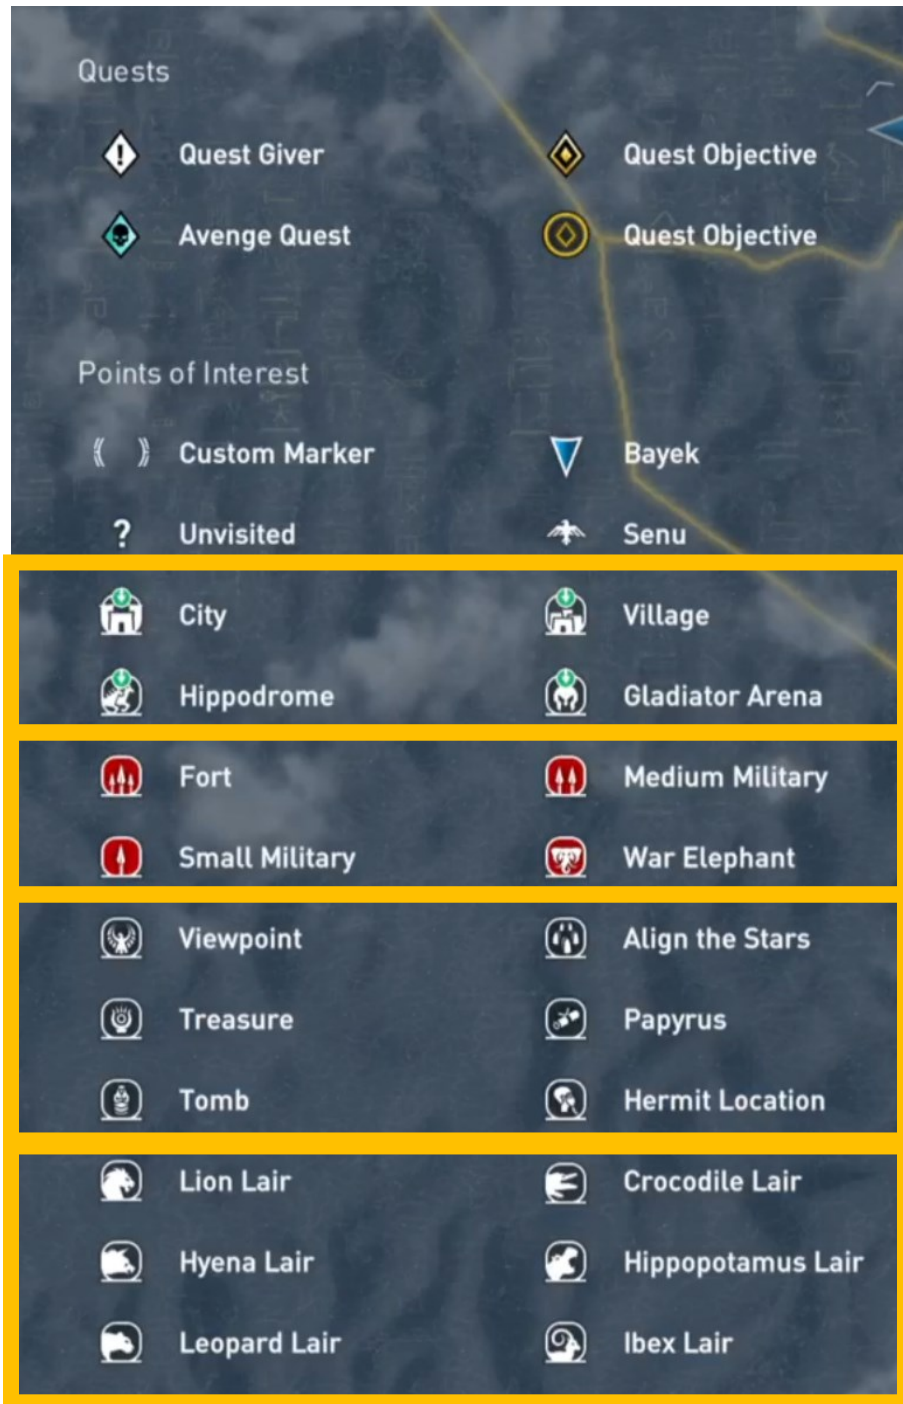 Quests
Quest Giver
Quest Objective
Avenge Quest
Quest Objective
Points of Interest
Custom Marker
Bayek
? Unvisited
Senu
City
Village
Hippodrome
Gladiator Arena
Fort
Medium Military
Small Military
War Elephant
Viewpoint
Align the Stars
Treasure
Papyrus
Tomb
Hermit Location
Lion Lair
Crocodile Lair
Hyena Lair
Hippopotamus Lair
Leopard Lair
Ibex Lair